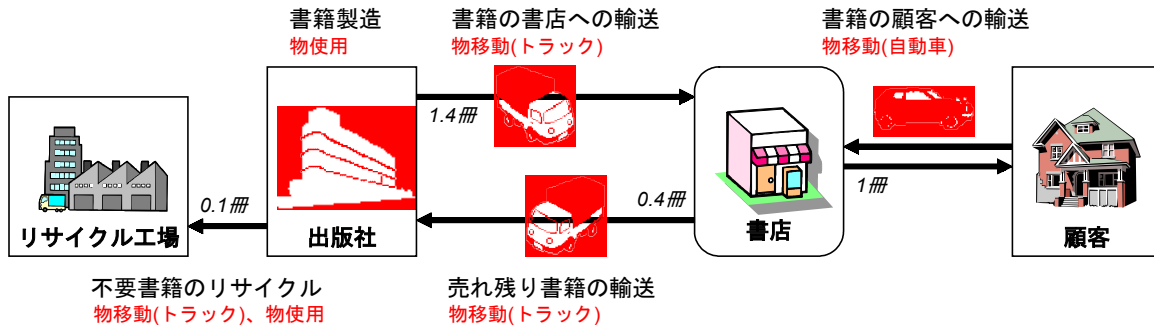 書籍製造
物使用
書籍の書店への輸送
物移動(トラック)
書籍の顧客への輸送
物移動(自動車)
1.4冊
0.1冊
0.4冊
1冊
リサイクル工場
出版社
書店
顧客
不要書籍のリサイクル
物移動(トラック)、物使用
売れ残り書籍の輸送
物移動(トラック)